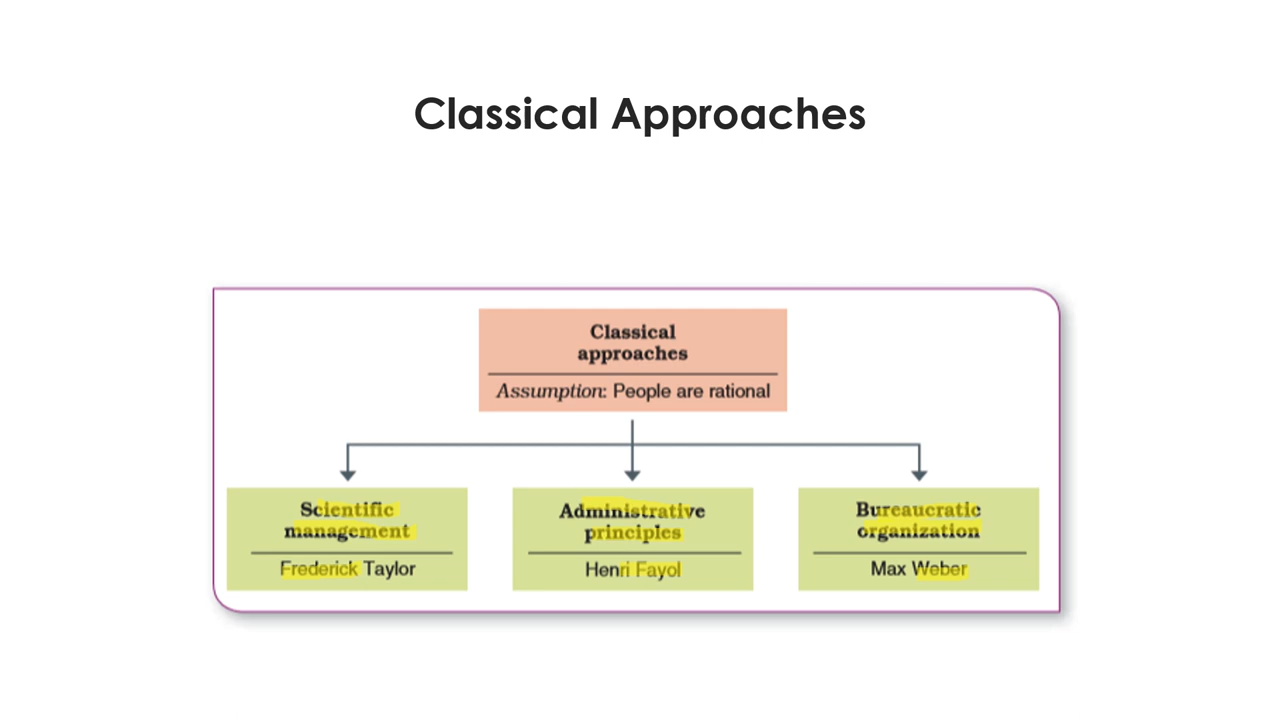 Classical Approaches
Classical
approaches
Assumption: People are rational
Scientific
management
Frederick Taylor
Administrative
principles
Henri Fayol
Bureaucratic
organization
Max Weber